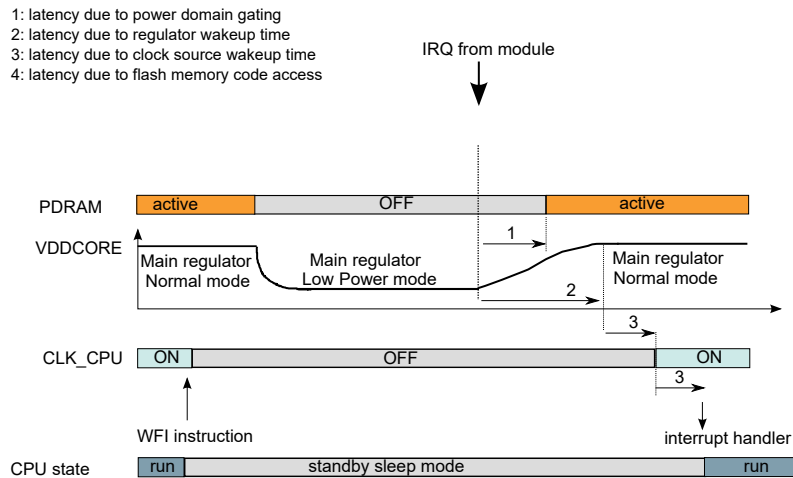 1: latency due to power domain gating
2: latency due to regulator wakeup time
3: latency due to clock source wakeup time
4: latency due to flash memory code access
IRQ from module
PDRAM
active
OFF
active
VDDCORE
1
Main regulator
Normal mode
Main regulator
Low Power mode
Main regulator
Normal mode
2
3
CLK_CPU
ON
OFF
ON
3
WFI instruction
interrupt handler
CPU state
run
standby sleep mode
run